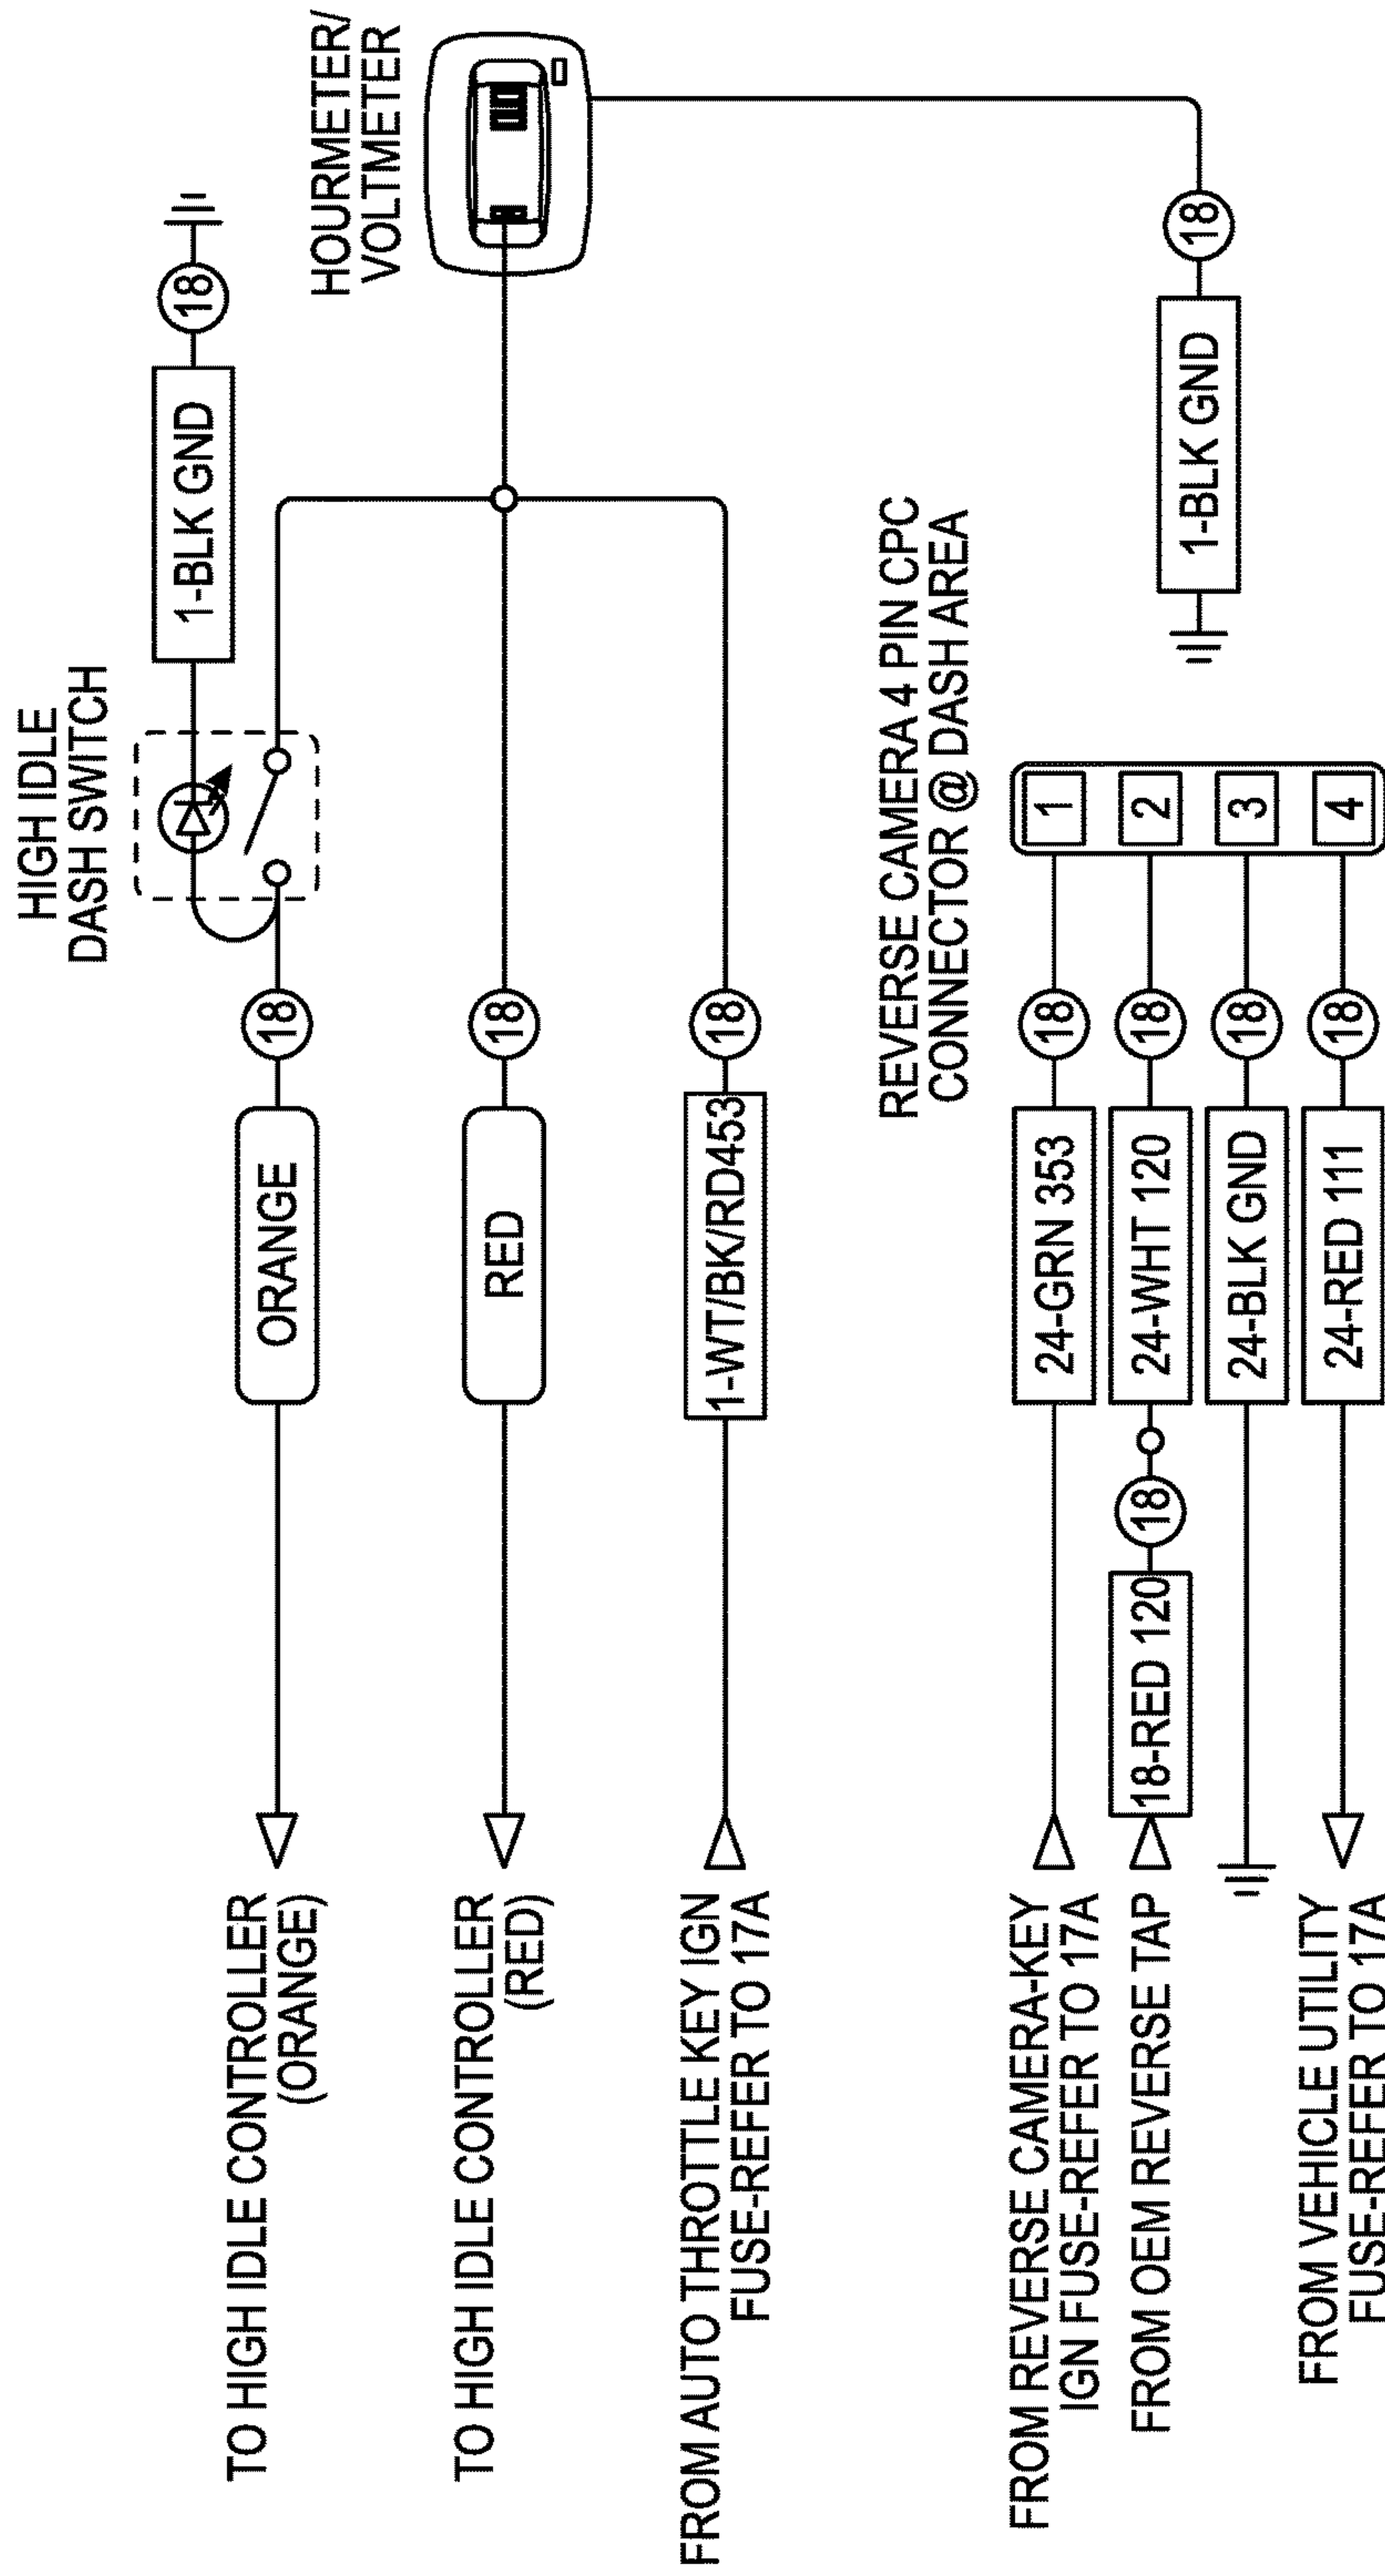 HIGH IDLE
DASH SWITCH
1-BLK GND
18
HOURMETER/
VOLTMETER
TO HIGH IDLE CONTROLLER
(ORANGE)
ORANGE
18
TO HIGH IDLE CONTROLLER
(RED)
RED
18
FROM AUTO THROTTLE KEY IGN
FUSE-REFER TO 17A
1-WT/BK/RD453
18
REVERSE CAMERA 4 PIN CPC
CONNECTOR @ DASH AREA
FROM REVERSE CAMERA-KEY
IGN FUSE-REFER TO 17A
24-GRN 353
18
1
FROM OEM REVERSE TAP
18-RED 120
18
24-WHT 120
18
2
24-BLK GND
18
3
FROM VEHICLE UTILITY
FUSE-REFER TO 17A
24-RED 111
18
4
1-BLK GND
18